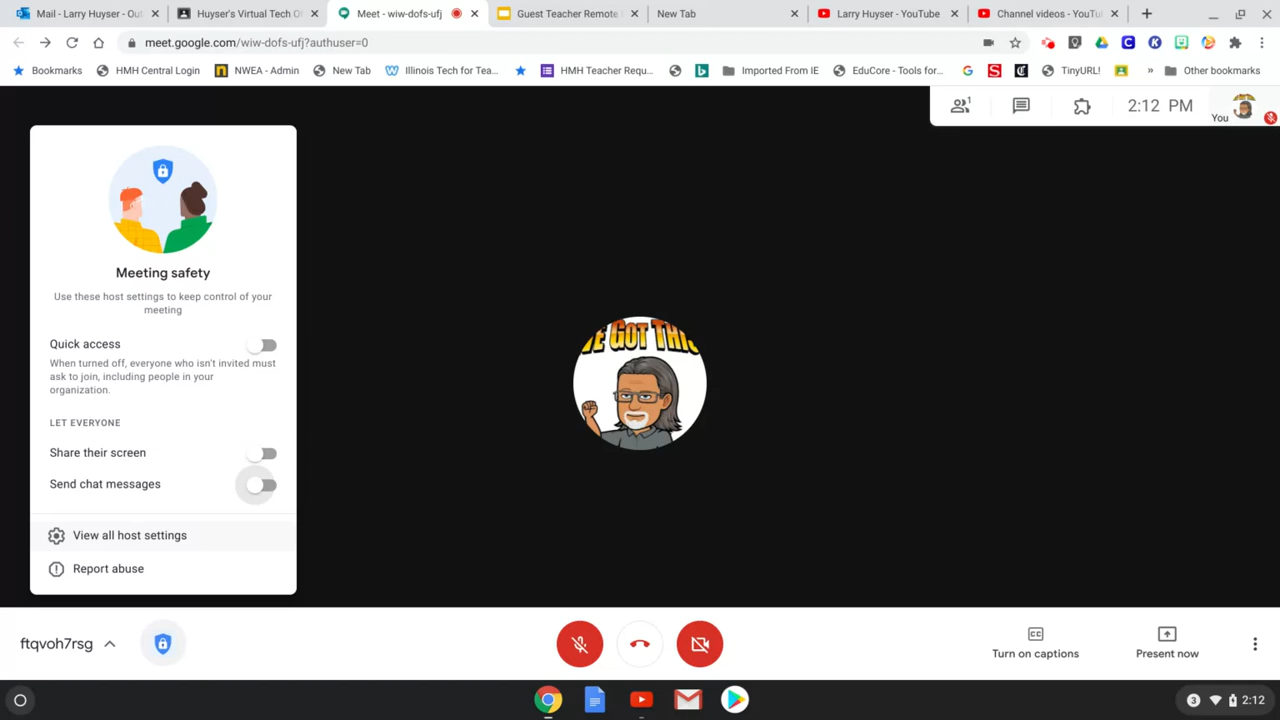 Mail - Larry Huyser - Out
Huyser's Virtual Tech O
Meet - wiw-dofs-ufj
Guest Teacher Remote
New Tab
Larry Huyser - YouTube
Channel videos - YouTu
meet.google.com/wiw-dofs-ufj?authuser=0
Bookmarks
HMH Central Login
NWEA - Admin
New Tab
Illinois Tech for Tea...
HMH Teacher Requ...
Imported From IE
EduCore - Tools for...
TinyURL!
»
Other bookmarks
1
2:12 PM
You
Meeting safety
Use these host settings to keep control of your
meeting
Quick access
When turned off, everyone who isn't invited must
ask to join, including people in your
organization.
LET EVERYONE
Share their screen
Send chat messages
View all host settings
Report abuse
GOT THIS
ftqvoh7rsg
CC
Turn on captions
Present now
3
2:12